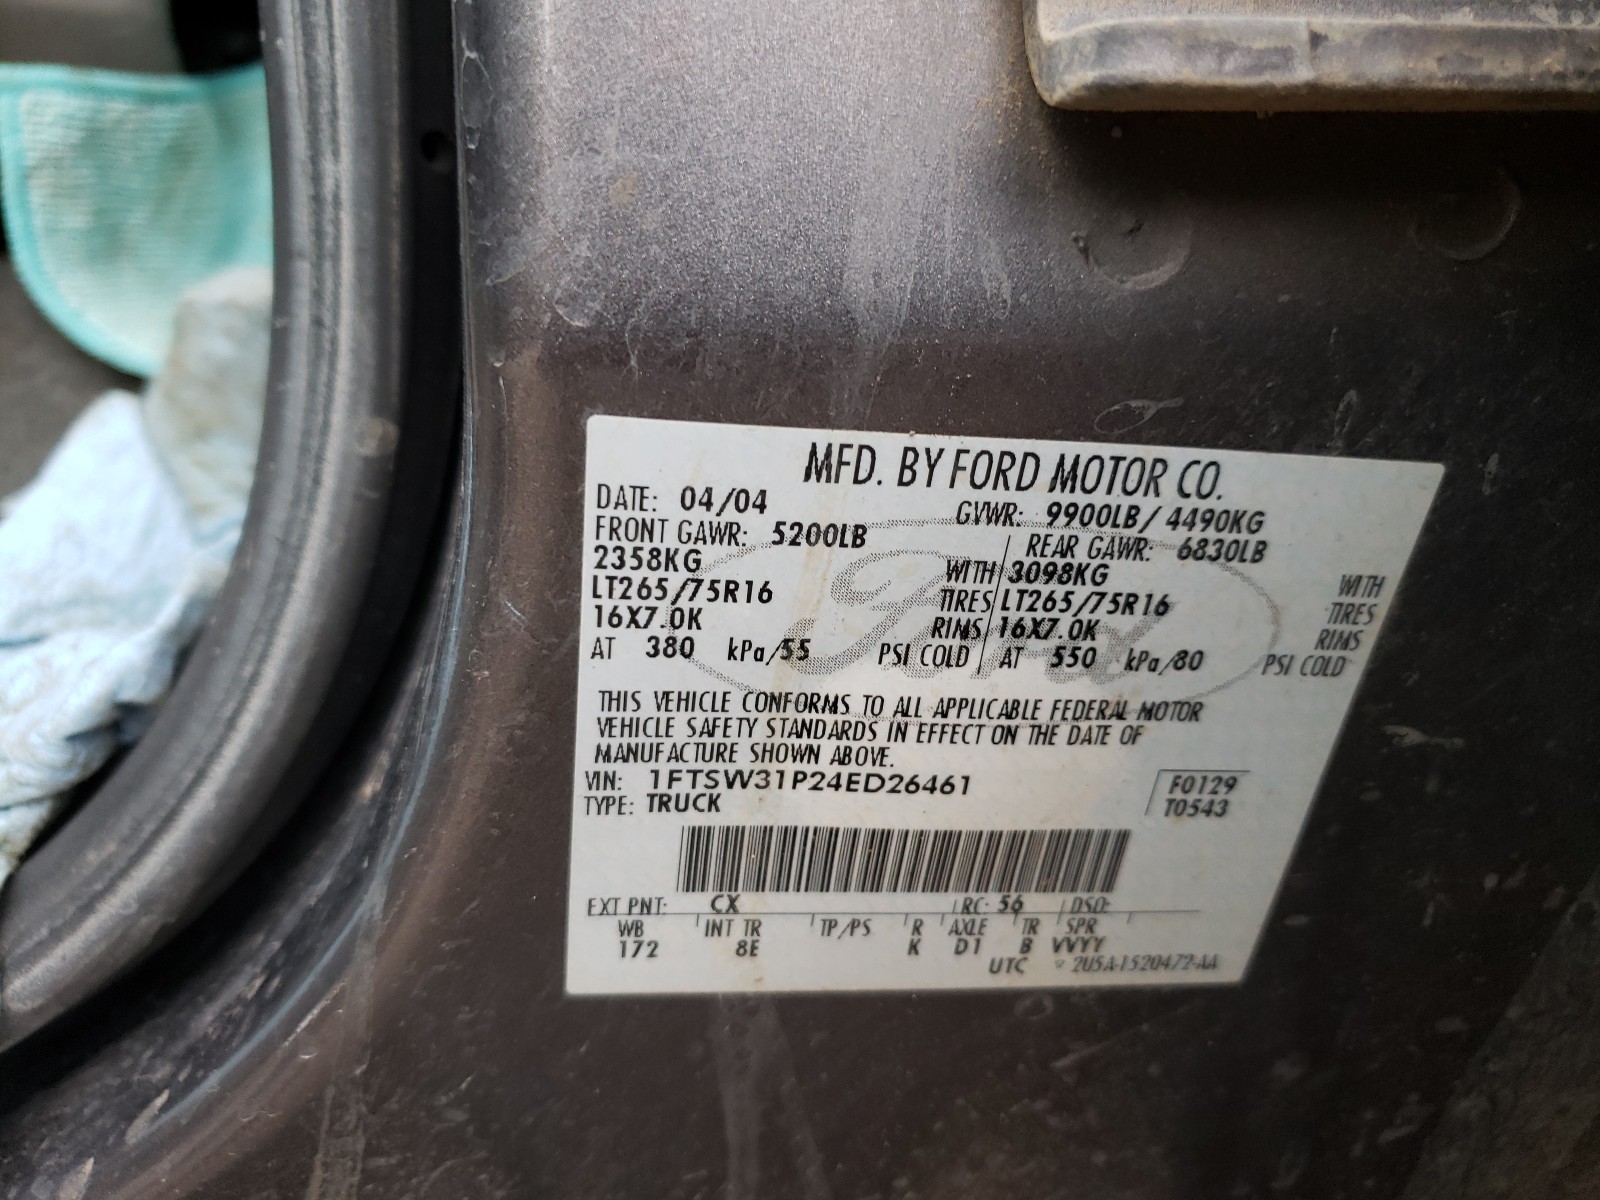 MFD. BY FORD MOTOR CO.
DATE: 04/04 GVWR: 9900LB/4490KG
FRONT GAWR: 5200LB REAR GAWR: 6830LB
2358KG WITH 3098KG WITH
LT265/75R16 TIRES LT265/75R16 TIRES
16X7.0K RIMS 16X7.0K RIMS
AT 380 kPa/55 PSI COLD AT 550 kPa/80 PSI COLD
Ford
THIS VEHICLE CONFORMS TO ALL APPLICABLE FEDERAL MOTOR
VEHICLE SAFETY STANDARDS IN EFFECT ON THE DATE OF
MANUFACTURE SHOWN ABOVE.
VIN: 1FTSW31P24ED26461 F0129
TYPE: TRUCK T0543
EXT PNT: CX RC: 56 DSO:
WB INT TR TP/PS R AXLE TR SPR
172 8E K D1 B VVYY
UTC 2U5A-1520472-AA